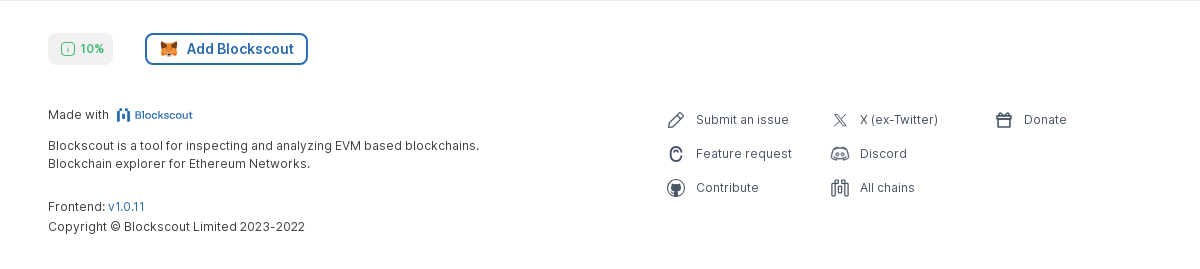 10%
Add Blockscout
Made with Blockscout
Blockscout is a tool for inspecting and analyzing EVM based blockchains.
Blockchain explorer for Ethereum Networks.
Frontend: v1.0.11
Copyright © Blockscout Limited 2023-2022
Submit an issue
X (ex-Twitter)
Donate
Feature request
Discord
Contribute
All chains